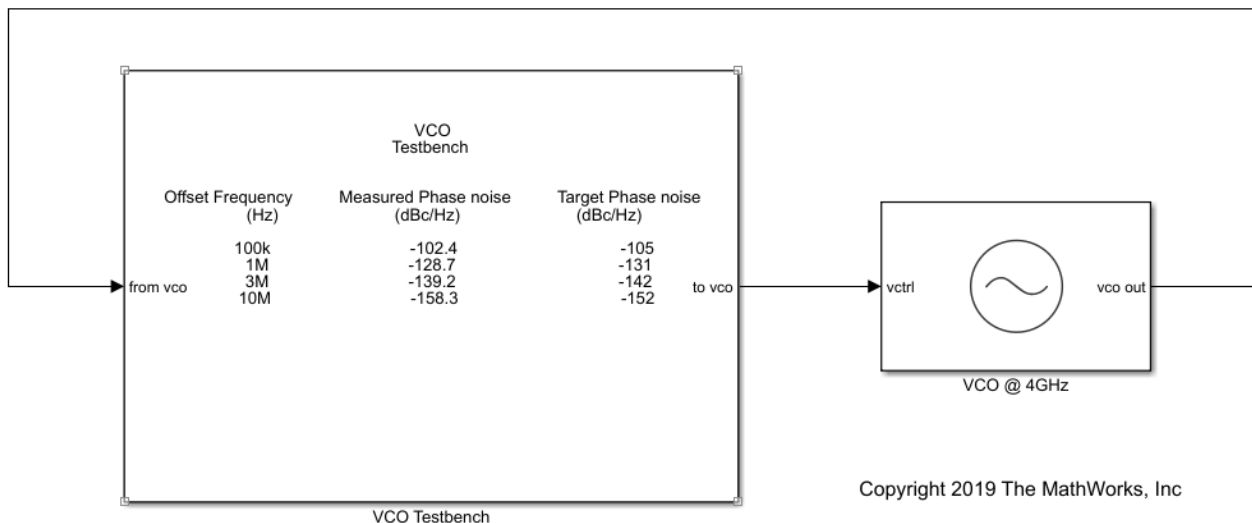 VCO
Testbench
Offset Frequency Measured Phase noise Target Phase noise
(Hz) (dBc/Hz) (dBc/Hz)
100k -102.4 -105
1M -128.7 -131
3M -139.2 -142
from vco 10M -158.3 -152 to vco
vctrl vco out
VCO @ 4GHz
Copyright 2019 The MathWorks, Inc
VCO Testbench